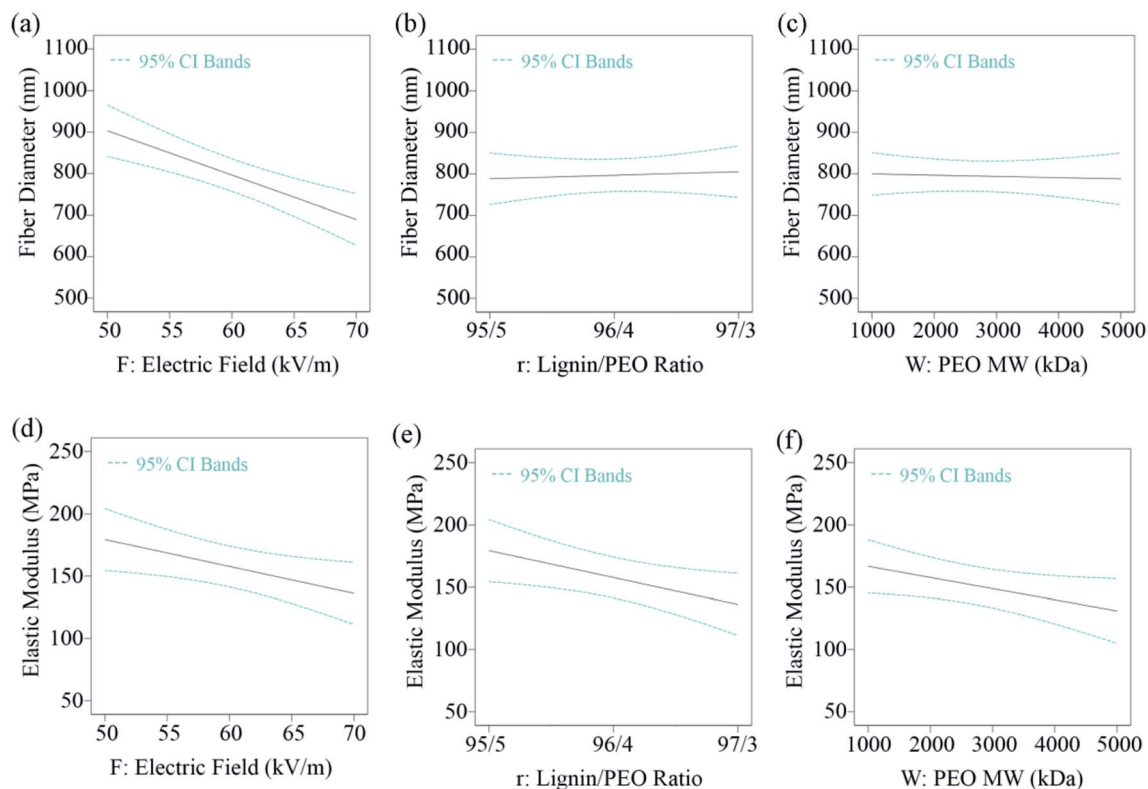 (a)
1100
1000
900
800
700
600
500
Fiber Diameter (nm)
95% CI Bands
50 55 60 65 70
F: Electric Field (kV/m)
(b)
1100
1000
900
800
700
600
500
Fiber Diameter (nm)
95% CI Bands
95/5 96/4 97/3
r: Lignin/PEO Ratio
(c)
1100
1000
900
800
700
600
500
Fiber Diameter (nm)
95% CI Bands
1000 2000 3000 4000 5000
W: PEO MW (kDa)
(d)
250
200
150
100
50
Elastic Modulus (MPa)
95% CI Bands
50 55 60 65 70
F: Electric Field (kV/m)
(e)
250
200
150
100
50
Elastic Modulus (MPa)
95% CI Bands
95/5 96/4 97/3
r: Lignin/PEO Ratio
(f)
250
200
150
100
50
Elastic Modulus (MPa)
95% CI Bands
1000 2000 3000 4000 5000
W: PEO MW (kDa)